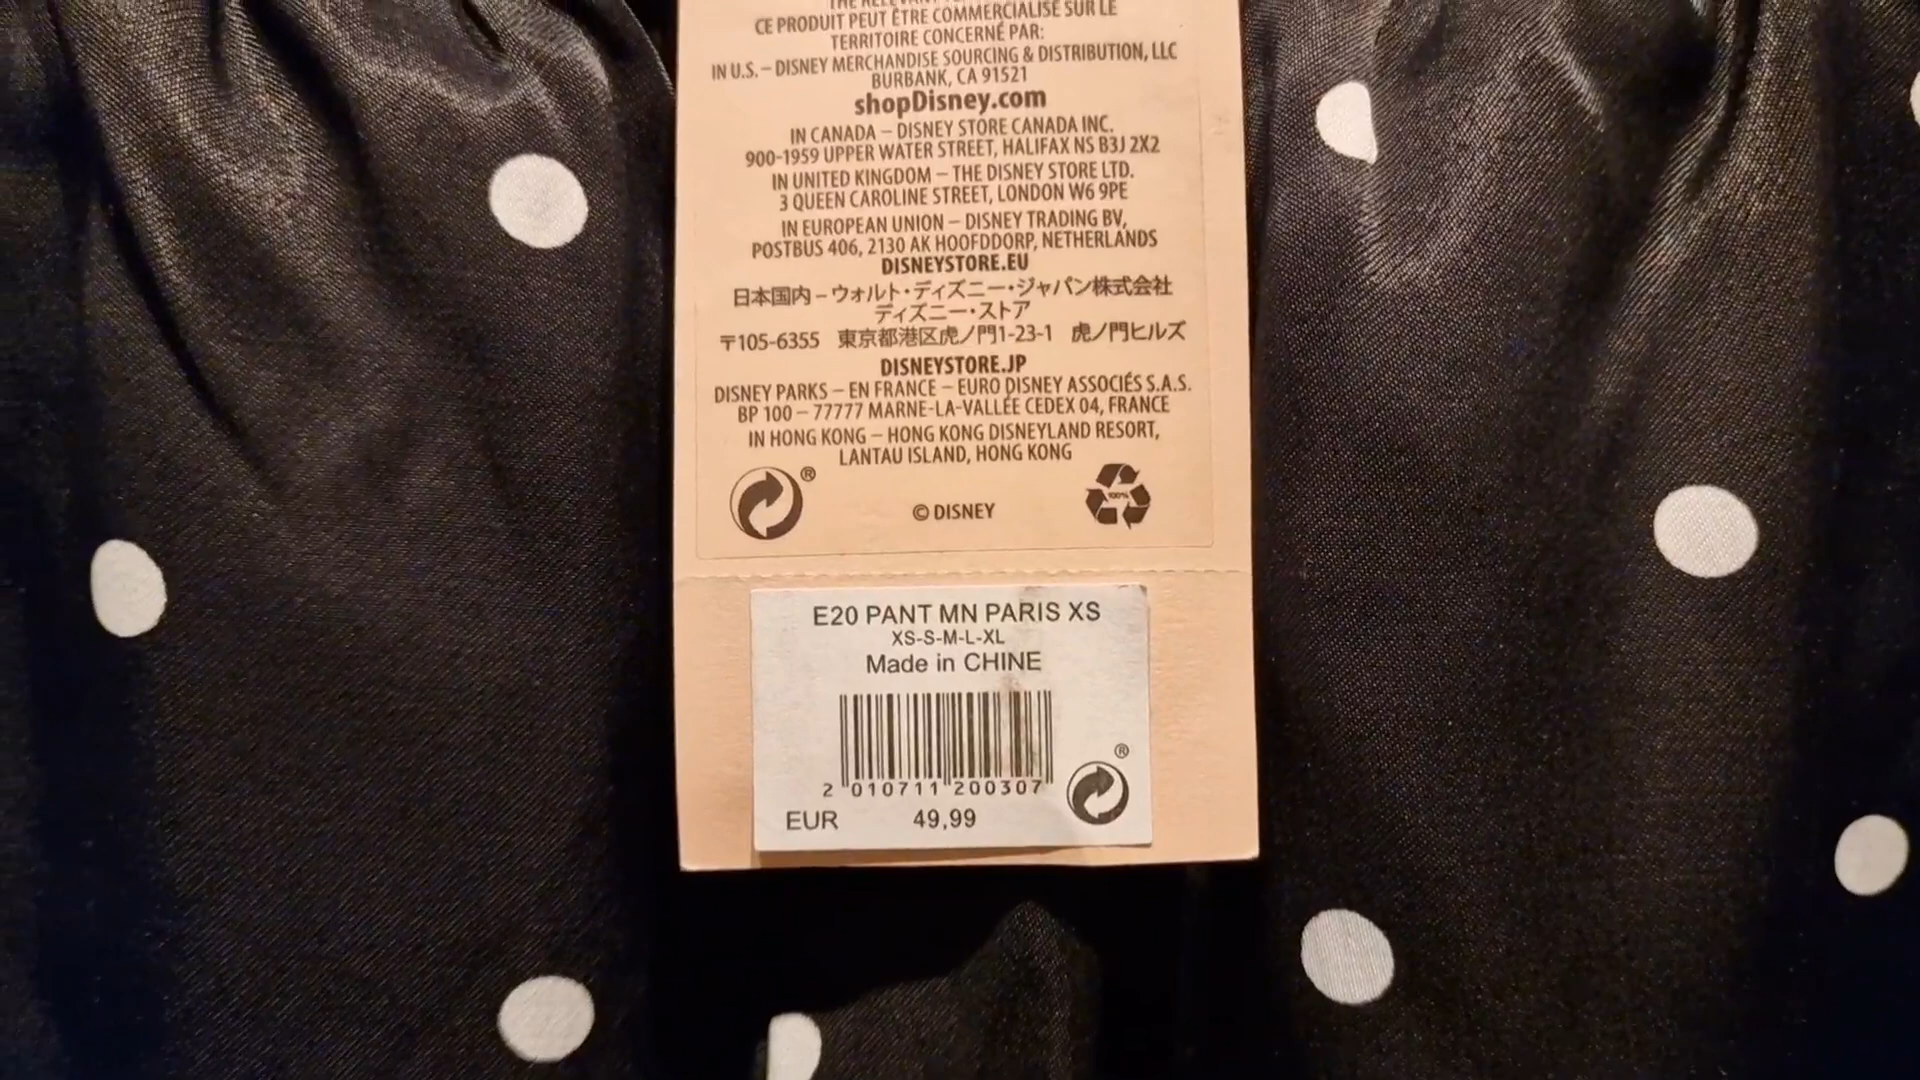 CE PRODUIT PEUT ÊTRE COMMERCIALISÉ SUR LE
TERRITOIRE CONCERNÉ PAR:
IN U.S. – DISNEY MERCHANDISE SOURCING & DISTRIBUTION, LLC
BURBANK, CA 91521
shopDisney.com
IN CANADA – DISNEY STORE CANADA INC.
900-1959 UPPER WATER STREET, HALIFAX NS B3J 2X2
IN UNITED KINGDOM – THE DISNEY STORE LTD.
3 QUEEN CAROLINE STREET, LONDON W6 9PE
IN EUROPEAN UNION – DISNEY TRADING BV,
POSTBUS 406, 2130 AK HOOFDDORP, NETHERLANDS
DISNEYSTORE.EU
日本国内 – ウォルト・ディズニー・ジャパン株式会社
ディズニー・ストア
〒105-6355 東京都港区虎ノ門1-23-1 虎ノ門ヒルズ
DISNEYSTORE.JP
DISNEY PARKS – EN FRANCE – EURO DISNEY ASSOCIÉS S.A.S.
BP 100 – 77777 MARNE-LA-VALLÉE CEDEX 04, FRANCE
IN HONG KONG – HONG KONG DISNEYLAND RESORT,
LANTAU ISLAND, HONG KONG
®
© DISNEY
100%
E20 PANT MN PARIS XS
XS-S-M-L-XL
Made in CHINE
2 010711 200307
®
EUR 49,99